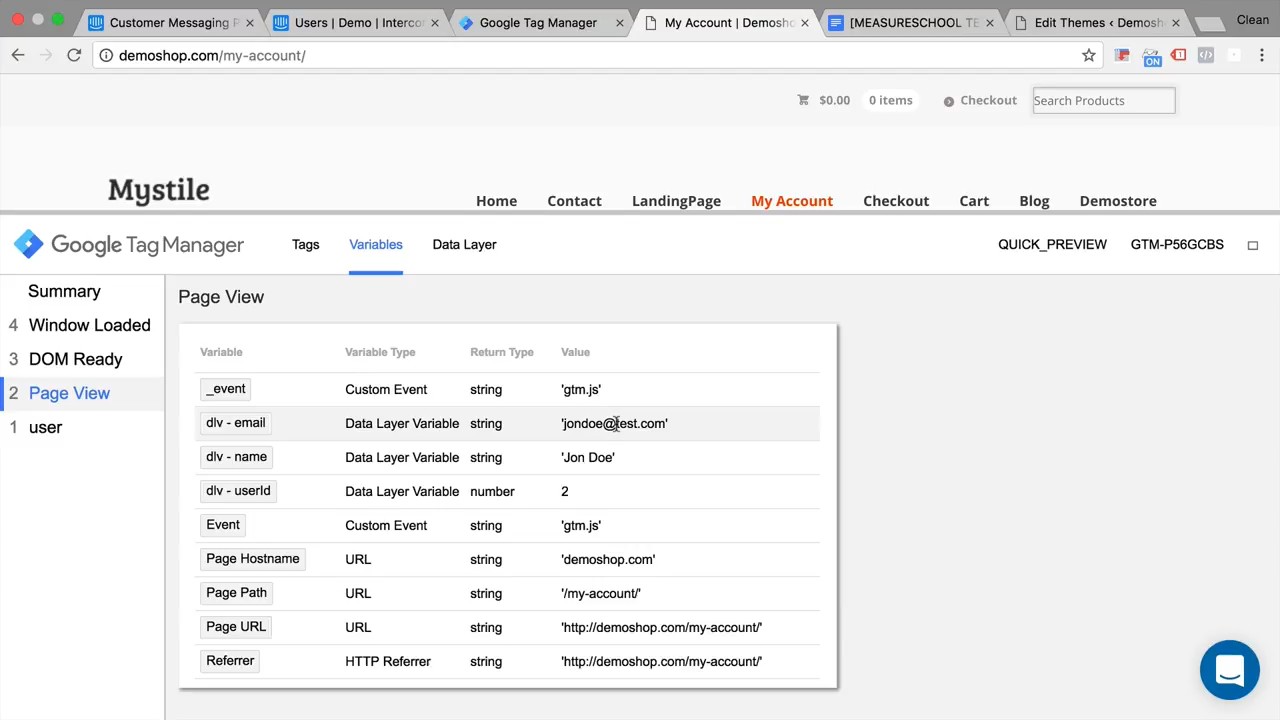 Customer Messaging P
Users | Demo | Interco
Google Tag Manager
My Account | Demosho
[MEASURESCHOOL TE
Edit Themes ‹ Demosh
Clean
demoshop.com/my-account/
ON
$0.00
0 items
Checkout
Search Products
Mystile
Home
Contact
LandingPage
My Account
Checkout
Cart
Blog
Demostore
Google Tag Manager
Tags
Variables
Data Layer
QUICK_PREVIEW
GTM-P56GCBS
Summary
4 Window Loaded
3 DOM Ready
2 Page View
1 user
Page View
Variable Variable Type Return Type Value
_event Custom Event string 'gtm.js'
dlv - email Data Layer Variable string 'jondoe@test.com'
dlv - name Data Layer Variable string 'Jon Doe'
dlv - userId Data Layer Variable number 2
Event Custom Event string 'gtm.js'
Page Hostname URL string 'demoshop.com'
Page Path URL string '/my-account/'
Page URL URL string 'http://demoshop.com/my-account/'
Referrer HTTP Referrer string 'http://demoshop.com/my-account/'